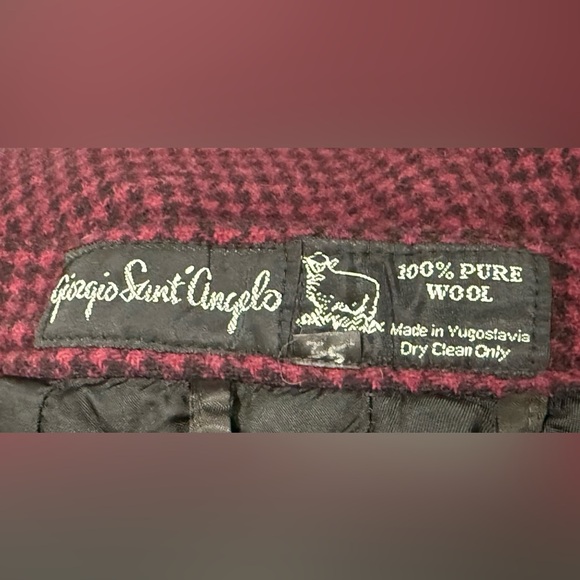 Giorgio Sant'Angelo
100% PURE
WOOL
Made in Yugoslavia
Dry Clean Only